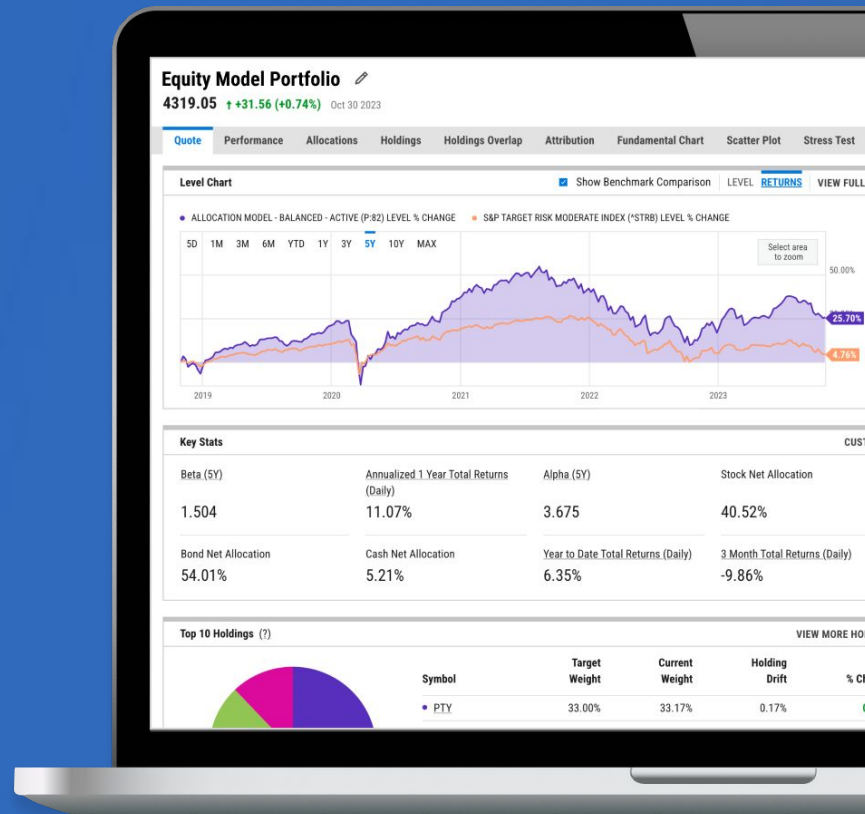 Equity Model Portfolio
4319.05 ↑ +31.56 (+0.74%) Oct 30 2023
Quote Performance Allocations Holdings Holdings Overlap Attribution Fundamental Chart Scatter Plot Stress Test
Level Chart Show Benchmark Comparison LEVEL RETURNS VIEW FULL
ALLOCATION MODEL - BALANCED - ACTIVE (P:82) LEVEL % CHANGE S&P TARGET RISK MODERATE INDEX (^STRB) LEVEL % CHANGE
5D 1M 3M 6M YTD 1Y 3Y 5Y 10Y MAX
Select area
to zoom
50.00%
25.70%
4.76%
2019 2020 2021 2022 2023
Key Stats
Beta (5Y) Annualized 1 Year Total Returns (Daily) Alpha (5Y) Stock Net Allocation
1.504 11.07% 3.675 40.52%
Bond Net Allocation Cash Net Allocation Year to Date Total Returns (Daily) 3 Month Total Returns (Daily)
54.01% 5.21% 6.35% -9.86%
Top 10 Holdings (?) VIEW MORE
Symbol Target Weight Current Weight Holding Drift
PTY 33.00% 33.17% 0.17%